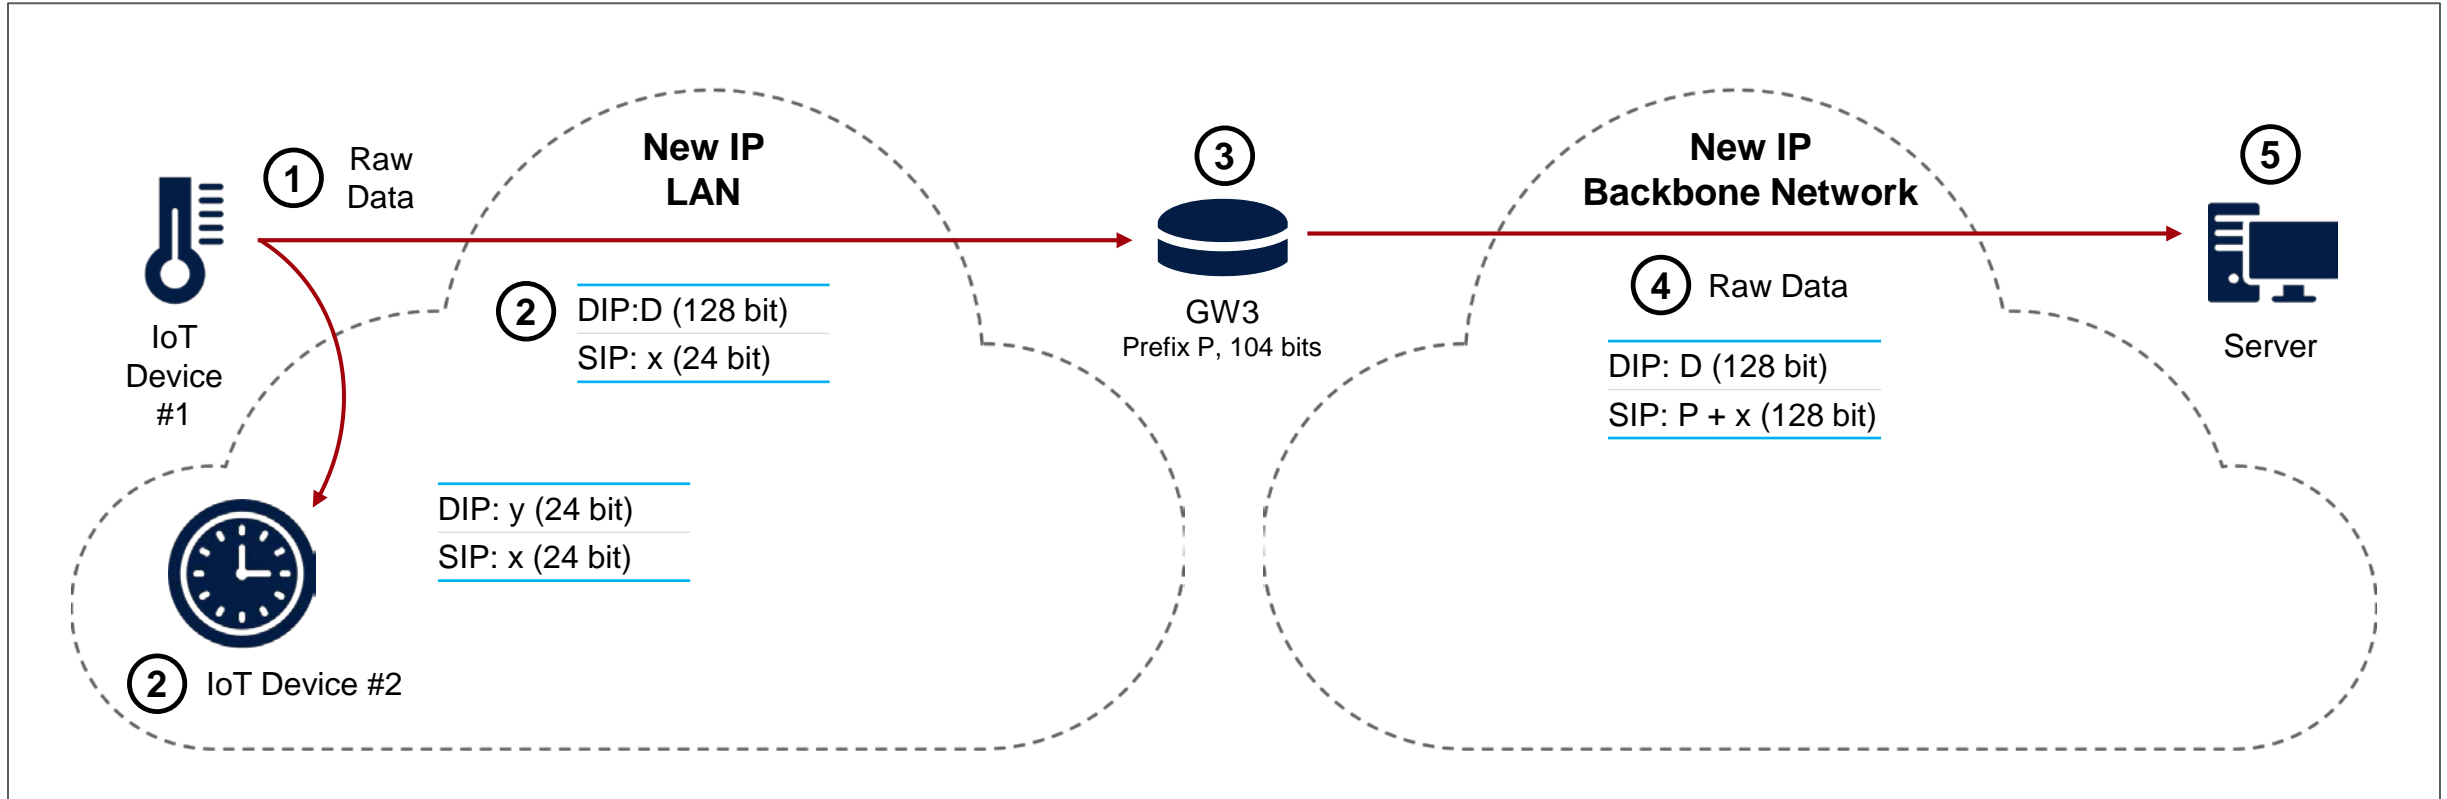 1
Raw
Data
New IP
LAN
3
New IP
Backbone Network
5
IoT
Device
#1
2
DIP:D (128 bit)
SIP: x (24 bit)
GW3
Prefix P, 104 bits
4
Raw Data
DIP: D (128 bit)
SIP: P + x (128 bit)
Server
DIP: y (24 bit)
SIP: x (24 bit)
2
IoT Device #2